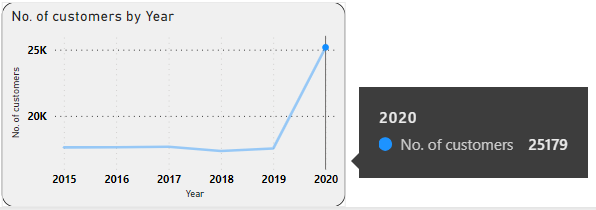 No. of customers by Year
25K
20K
No. of customers
2015 2016 2017 2018 2019 2020
Year
2020
No. of customers 25179